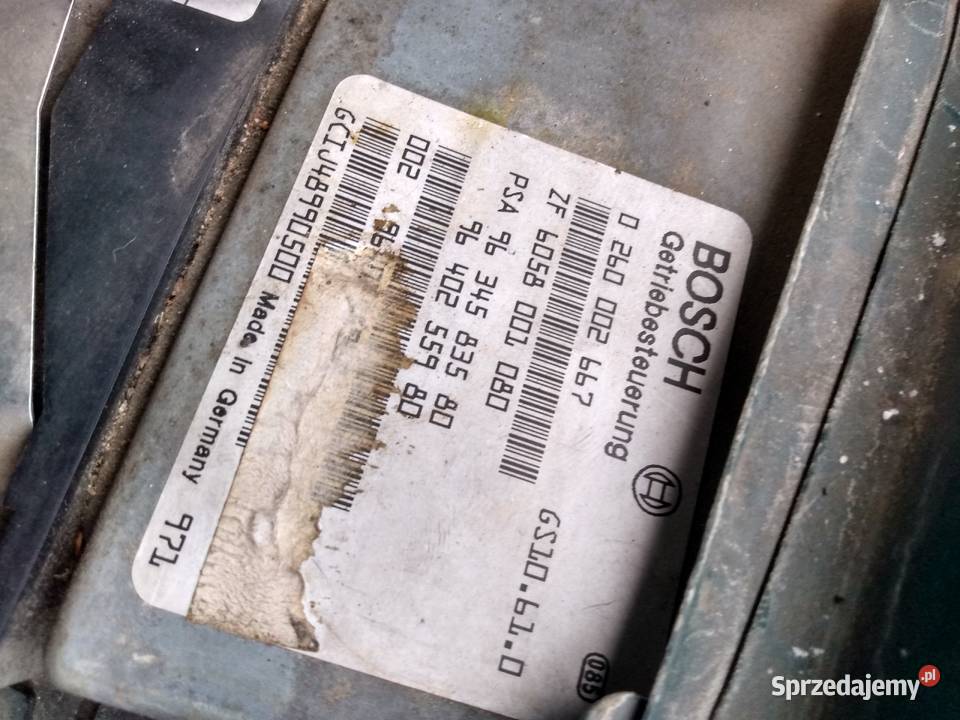 BOSCH
Getriebesteuerung
0 260 002 667
GS10.61.0
085
ZF 6058 001 080
PSA 96 345 835 80
96 402 559 80
002
GCIJ48990500 Made In Germany 971
Sprzedajemy.pl